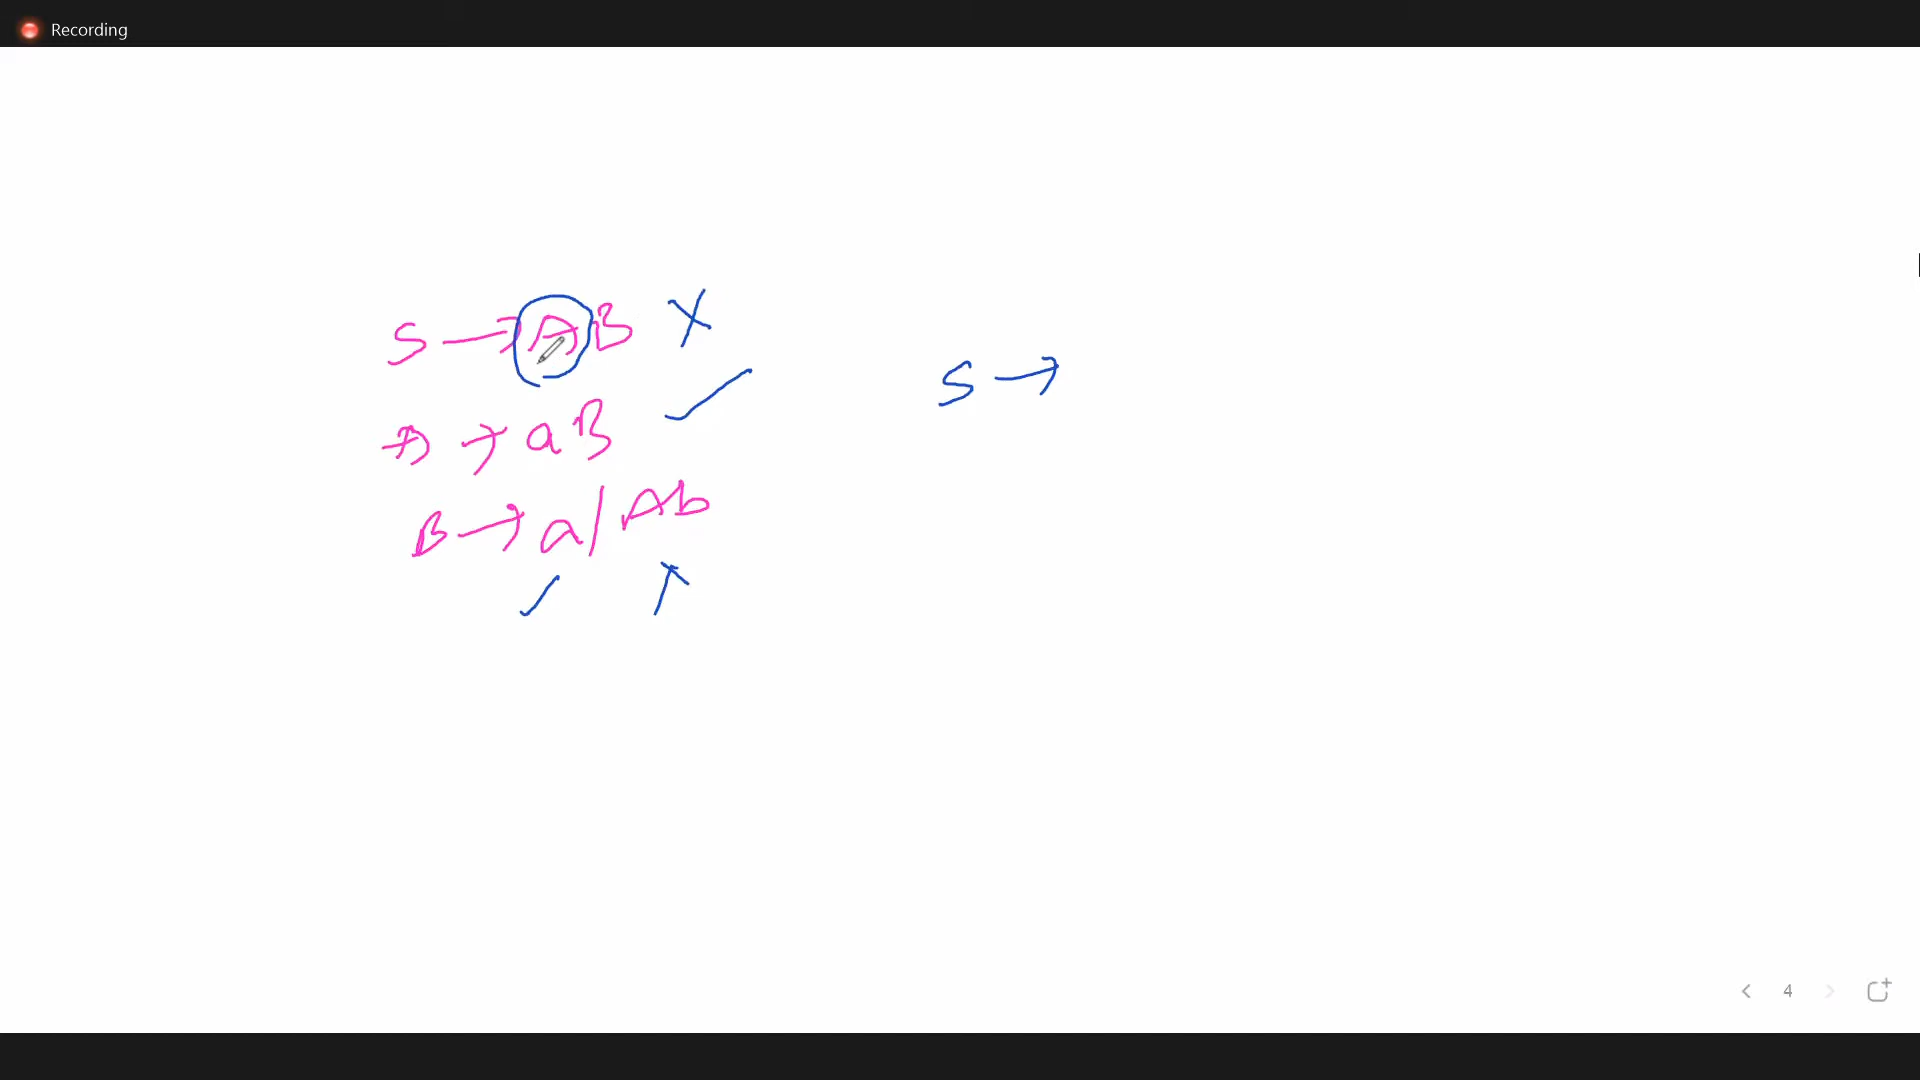 Recording
S → AB X
A → aB ✓
B → a/Ab
S →
4